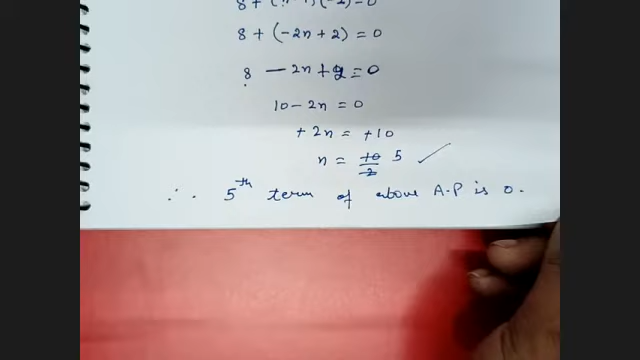 8 + (-2n + 2) = 0
8 - 2n + 2 = 0
10 - 2n = 0
+ 2n = +10
n = +10/2 5 ✓
∴ 5th term of above A.P is 0.